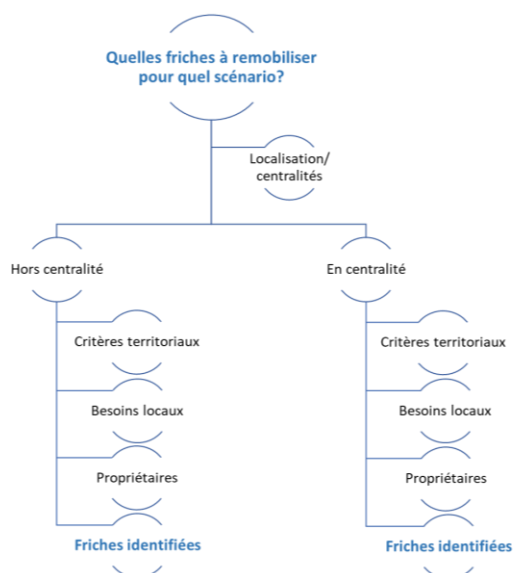 Quelles friches à remobiliser
pour quel scénario?
Localisation/
centralités
Hors centralité
En centralité
Critères territoriaux
Critères territoriaux
Besoins locaux
Besoins locaux
Propriétaires
Propriétaires
Friches identifiées
Friches identifiées